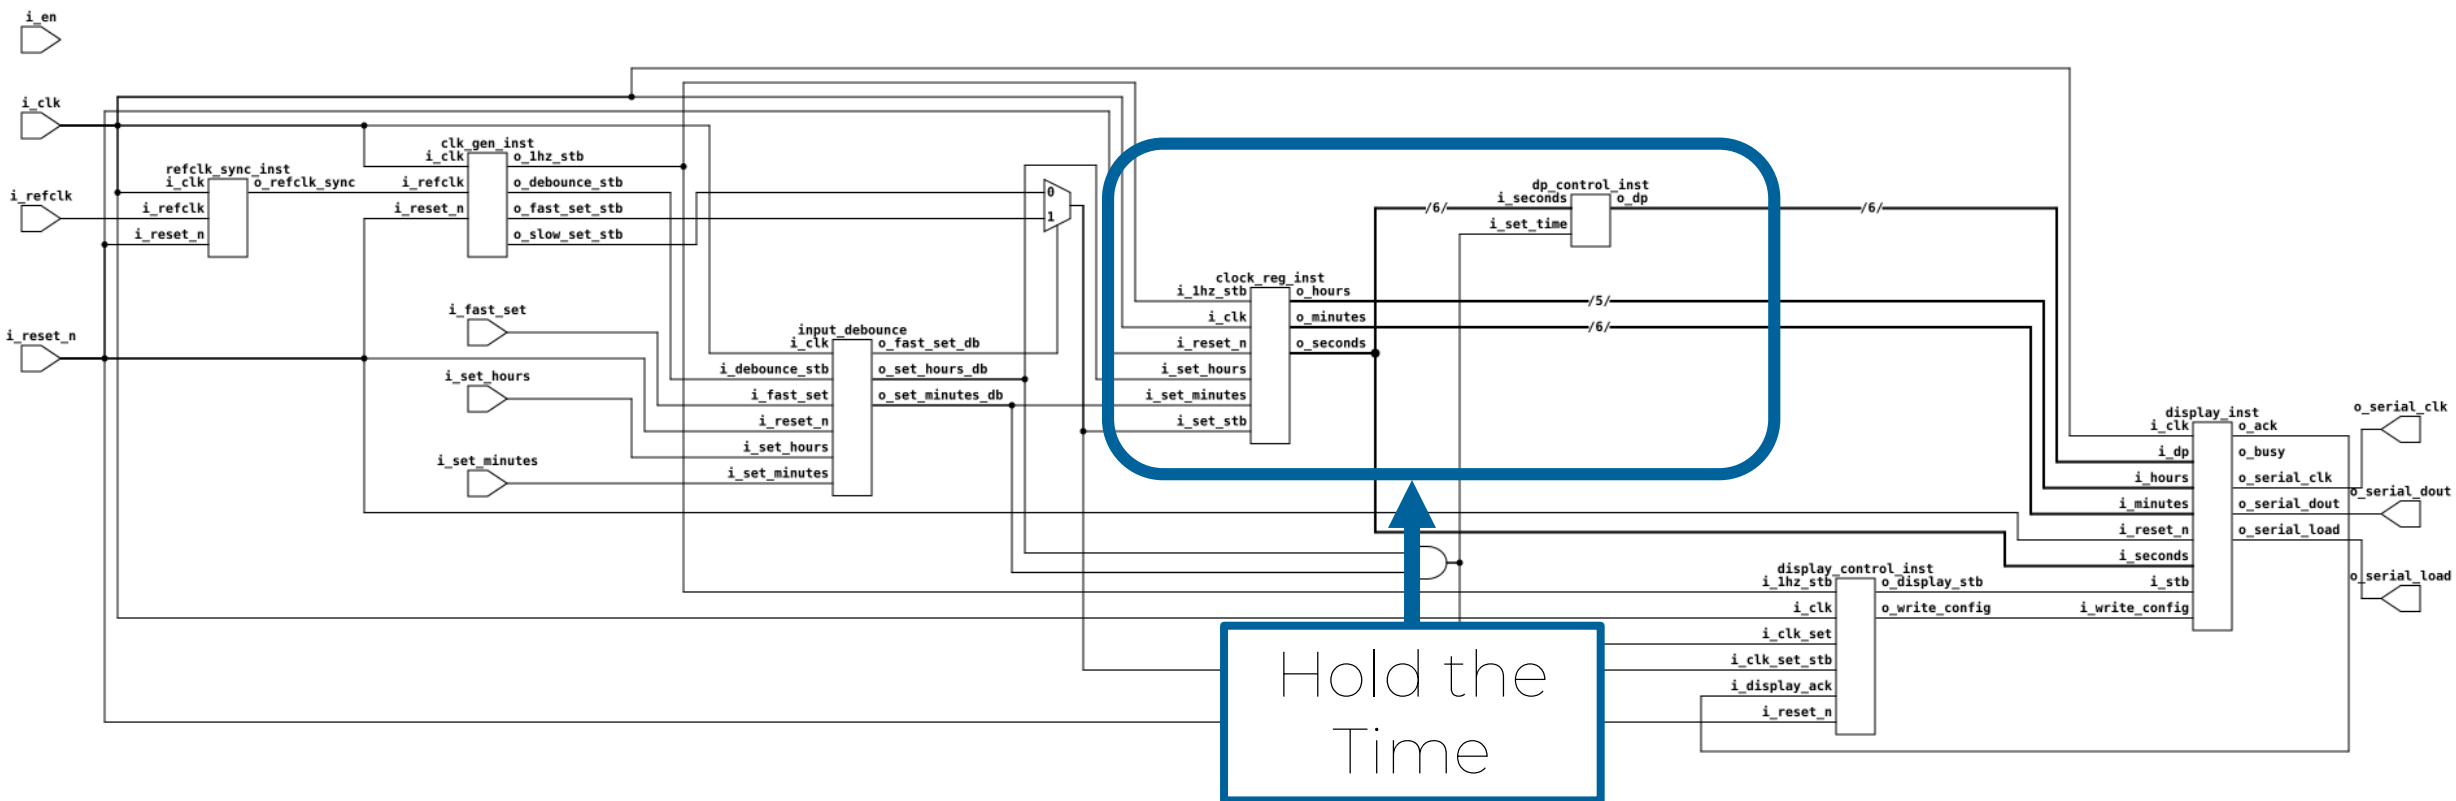 i_en
i_clk
i_refclk
i_reset_n
refclk_sync_inst
i_clk
i_refclk
i_reset_n
o_refclk_sync
clk_gen_inst
i_clk
i_refclk
i_reset_n
o_1hz_stb
o_debounce_stb
o_fast_set_stb
o_slow_set_stb
i_fast_set
i_set_hours
i_set_minutes
input_debounce
i_clk
i_debounce_stb
i_fast_set
i_reset_n
i_set_hours
i_set_minutes
o_fast_set_db
o_set_hours_db
o_set_minutes_db
0
1
clock_reg_inst
i_1hz_stb
i_clk
i_reset_n
i_set_hours
i_set_minutes
i_set_stb
o_hours
o_minutes
o_seconds
/6/
/5/
/6/
dp_control_inst
i_seconds
i_set_time
o_dp
/6/
Hold the
Time
display_control_inst
i_1hz_stb
i_clk
i_clk_set
i_clk_set_stb
i_display_ack
i_reset_n
o_display_stb
o_write_config
display_inst
i_clk
i_dp
i_hours
i_minutes
i_reset_n
i_seconds
i_stb
i_write_config
o_ack
o_busy
o_serial_clk
o_serial_dout
o_serial_load
o_serial_clk
o_serial_dout
o_serial_load